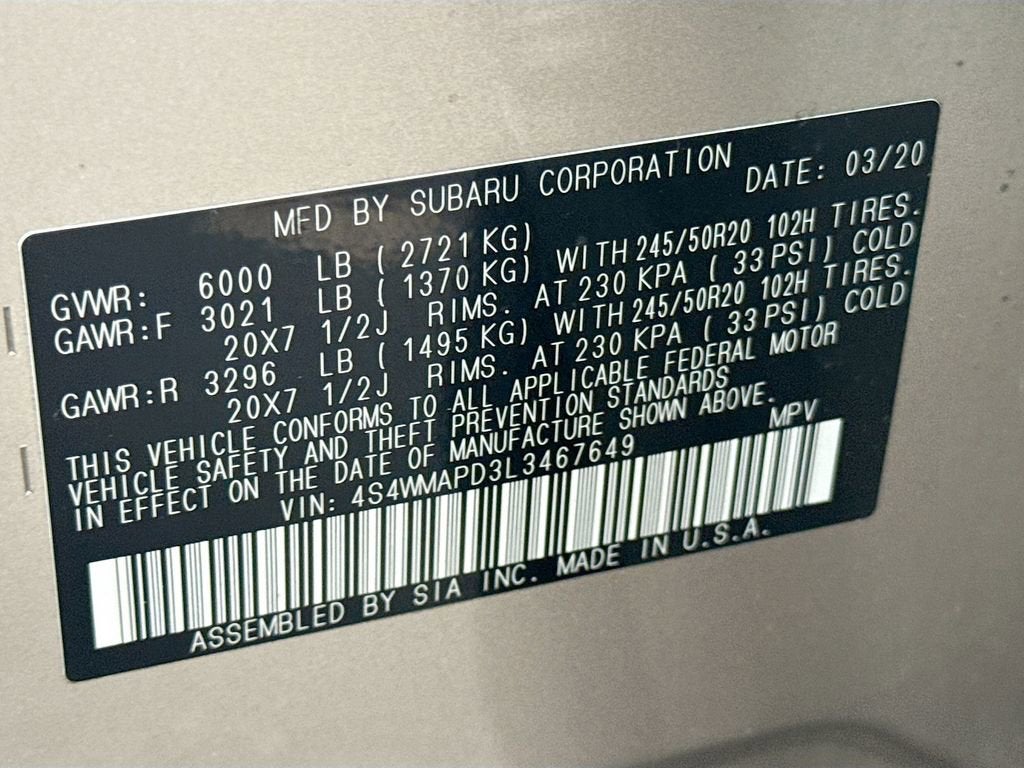 MFD BY SUBARU CORPORATION DATE: 03/20
GVWR: 6000 LB ( 2721 KG)
GAWR:F 3021 LB ( 1370 KG) WITH 245/50R20 102H TIRES.
20X7 1/2J RIMS. AT 230 KPA ( 33 PSI) COLD
GAWR:R 3296 LB ( 1495 KG) WITH 245/50R20 102H TIRES.
20X7 1/2J RIMS. AT 230 KPA ( 33 PSI) COLD
THIS VEHICLE CONFORMS TO ALL APPLICABLE FEDERAL MOTOR
VEHICLE SAFETY AND THEFT PREVENTION STANDARDS
IN EFFECT ON THE DATE OF MANUFACTURE SHOWN ABOVE.
VIN: 4S4WMAPD3L3467649 MPV
ASSEMBLED BY SIA INC. MADE IN U.S.A.